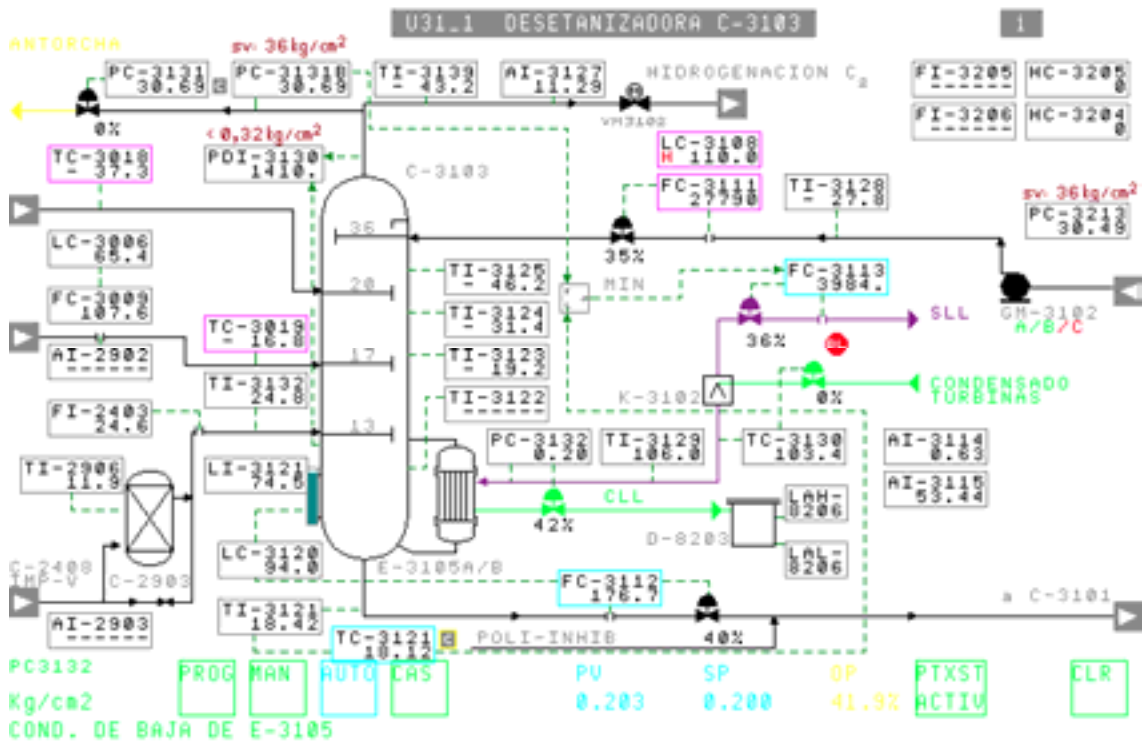 U31_1 DESETANIZADORA C-3103
1
ANTORCHA
sv: 36kg/cm2
PC-3131
30.69
PC-3131B
30.69
TI-3139
- 43.2
AI-3127
11.29
HIDROGENACION C2
VM3102
FI-3205
------
HC-3205
0
FI-3206
------
HC-3204
0
0%
< 0,32kg/cm2
TC-3018
- 37.3
PDI-3130
1410.
C-3103
LC-3108
H 110.0
FC-3111
27790
TI-3128
- 27.8
sv: 36kg/cm2
PC-3213
30.49
36
35%
LC-3006
65.4
TI-3125
- 46.2
MIN
FC-3113
3984.
20
FC-3009
107.6
TI-3124
- 31.4
GM-3102
A/B/C
SLL
36%
TC-3019
- 16.8
17
TI-3123
- 19.2
AI-2902
------
TI-3132
24.8
TI-3122
------
K-3102
0%
CONDENSADO
TURBINAS
FI-2403
24.6
13
PC-3132
0.20
TI-3129
106.0
TC-3130
103.4
AI-3114
0.63
TI-2906
11.9
LI-3121
AI-3115
53.44
CLL
42%
LAH-
8206
D-8203
LAL-
8206
C-2408
C-2903
LC-3120
94.0
E-3105A/B
FC-3112
176.7
a C-3101
AI-2903
------
TI-3121
18.42
TC-3121
18.12
POLI-INHIB
40%
PC3132
PROG
MAN
AUTO
CAS
PV
SP
OP
PTXST
CLR
Kg/cm2
0.203
0.200
41.9%
ACTIV
COND. DE BAJA DE E-3105